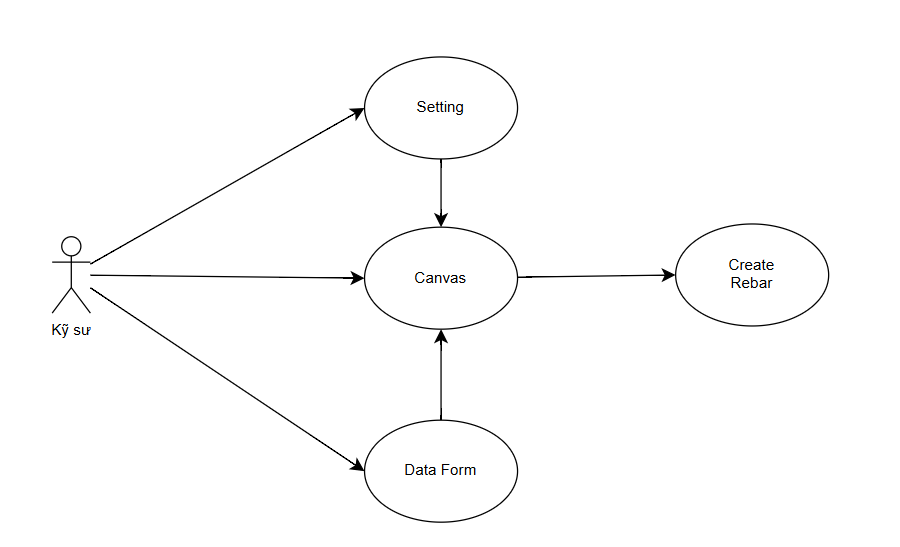 Setting
Canvas
Create
Rebar
Kỹ sư
Data Form